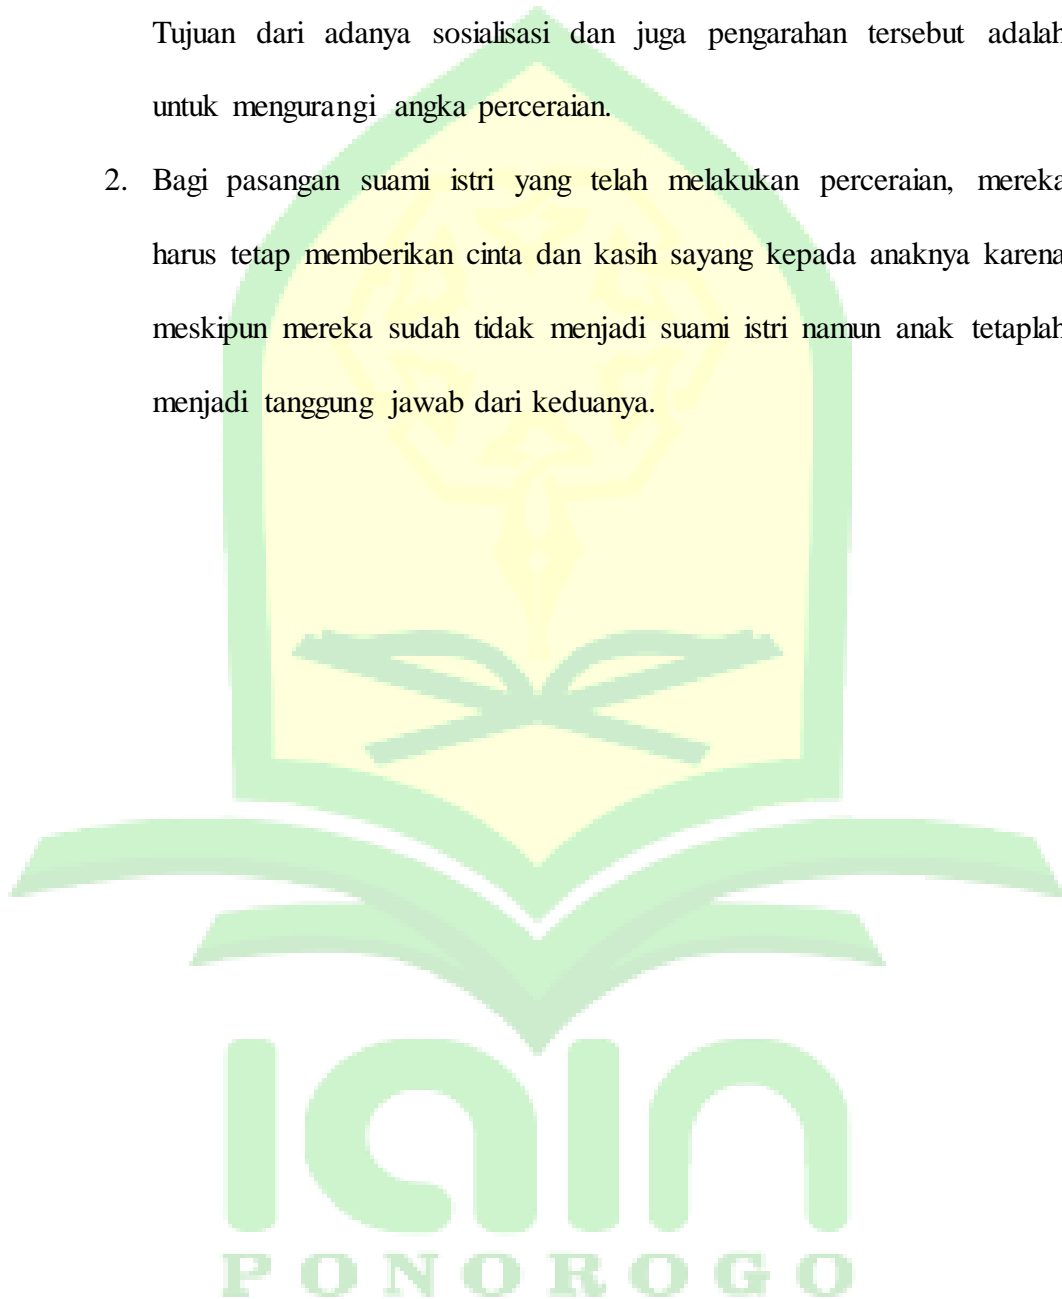 Tujuan dari adanya sosialisasi dan juga pengarahan tersebut adalah
untuk mengurangi angka perceraian.
2. Bagi pasangan suami istri yang telah melakukan perceraian, mereka
harus tetap memberikan cinta dan kasih sayang kepada anaknya karena
meskipun mereka sudah tidak menjadi suami istri namun anak tetaplah
menjadi tanggung jawab dari keduanya.
iain
PONOROGO